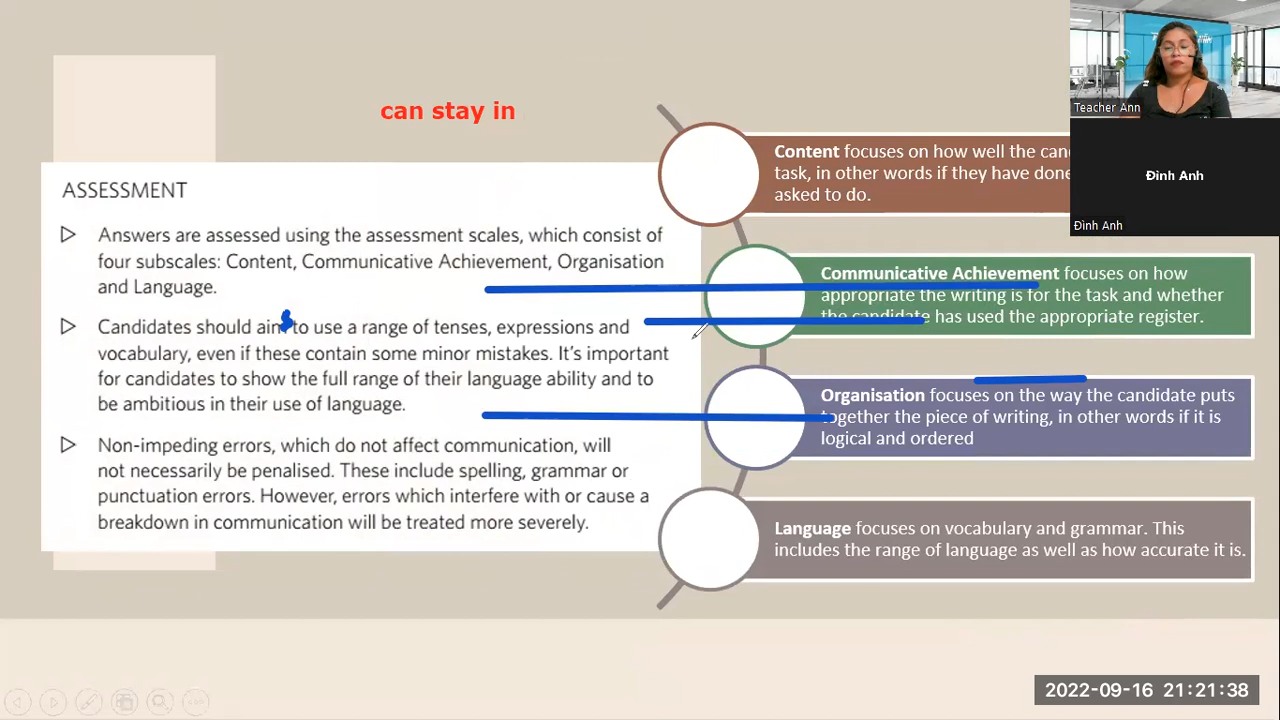 can stay in
ASSESSMENT
Answers are assessed using the assessment scales, which consist of
four subscales: Content, Communicative Achievement, Organisation
and Language.
Candidates should aim to use a range of tenses, expressions and
vocabulary, even if these contain some minor mistakes. It's important
for candidates to show the full range of their language ability and to
be ambitious in their use of language.
Non-impeding errors, which do not affect communication, will
not necessarily be penalised. These include spelling, grammar or
punctuation errors. However, errors which interfere with or cause a
breakdown in communication will be treated more severely.
Content focuses on how well the
task, in other words if they have done
asked to do.
Communicative Achievement focuses on how
appropriate the writing is for the task and whether
the candidate has used the appropriate register.
Organisation focuses on the way the candidate puts
together the piece of writing, in other words if it is
logical and ordered
Language focuses on vocabulary and grammar. This
includes the range of language as well as how accurate it is.
Teacher Ann
Đình Anh
Đình Anh
2022-09-16 21:21:38